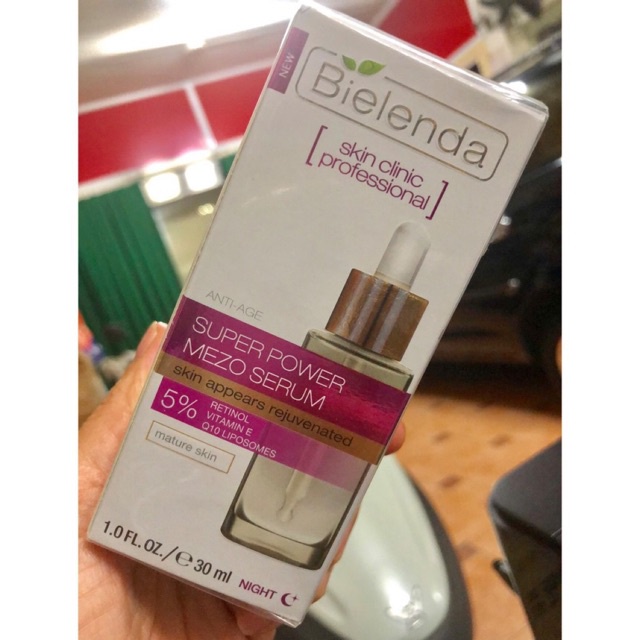 NEW
Bielenda
[ skin clinic
professional ]
ANTI-AGE
SUPER POWER
MEZO SERUM
skin appears rejuvenated
5%
RETINOL
VITAMIN E
Q10 LIPOSOMES
mature skin
1.0 FL. OZ./℮ 30 ml
NIGHT